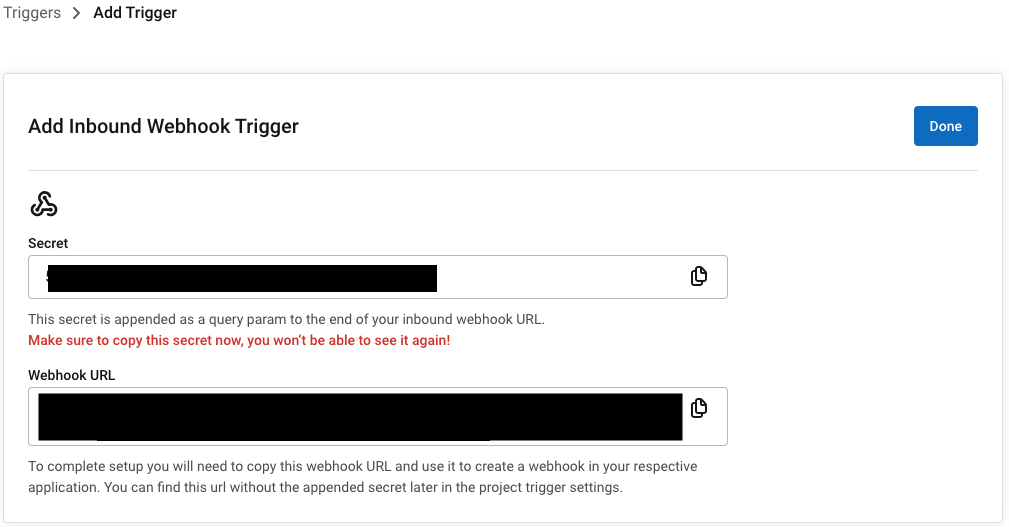 Triggers > Add Trigger
Add Inbound Webhook Trigger
Done
Secret
This secret is appended as a query param to the end of your inbound webhook URL.
Make sure to copy this secret now, you won't be able to see it again!
Webhook URL
To complete setup you will need to copy this webhook URL and use it to create a webhook in your respective
application. You can find this url without the appended secret later in the project trigger settings.